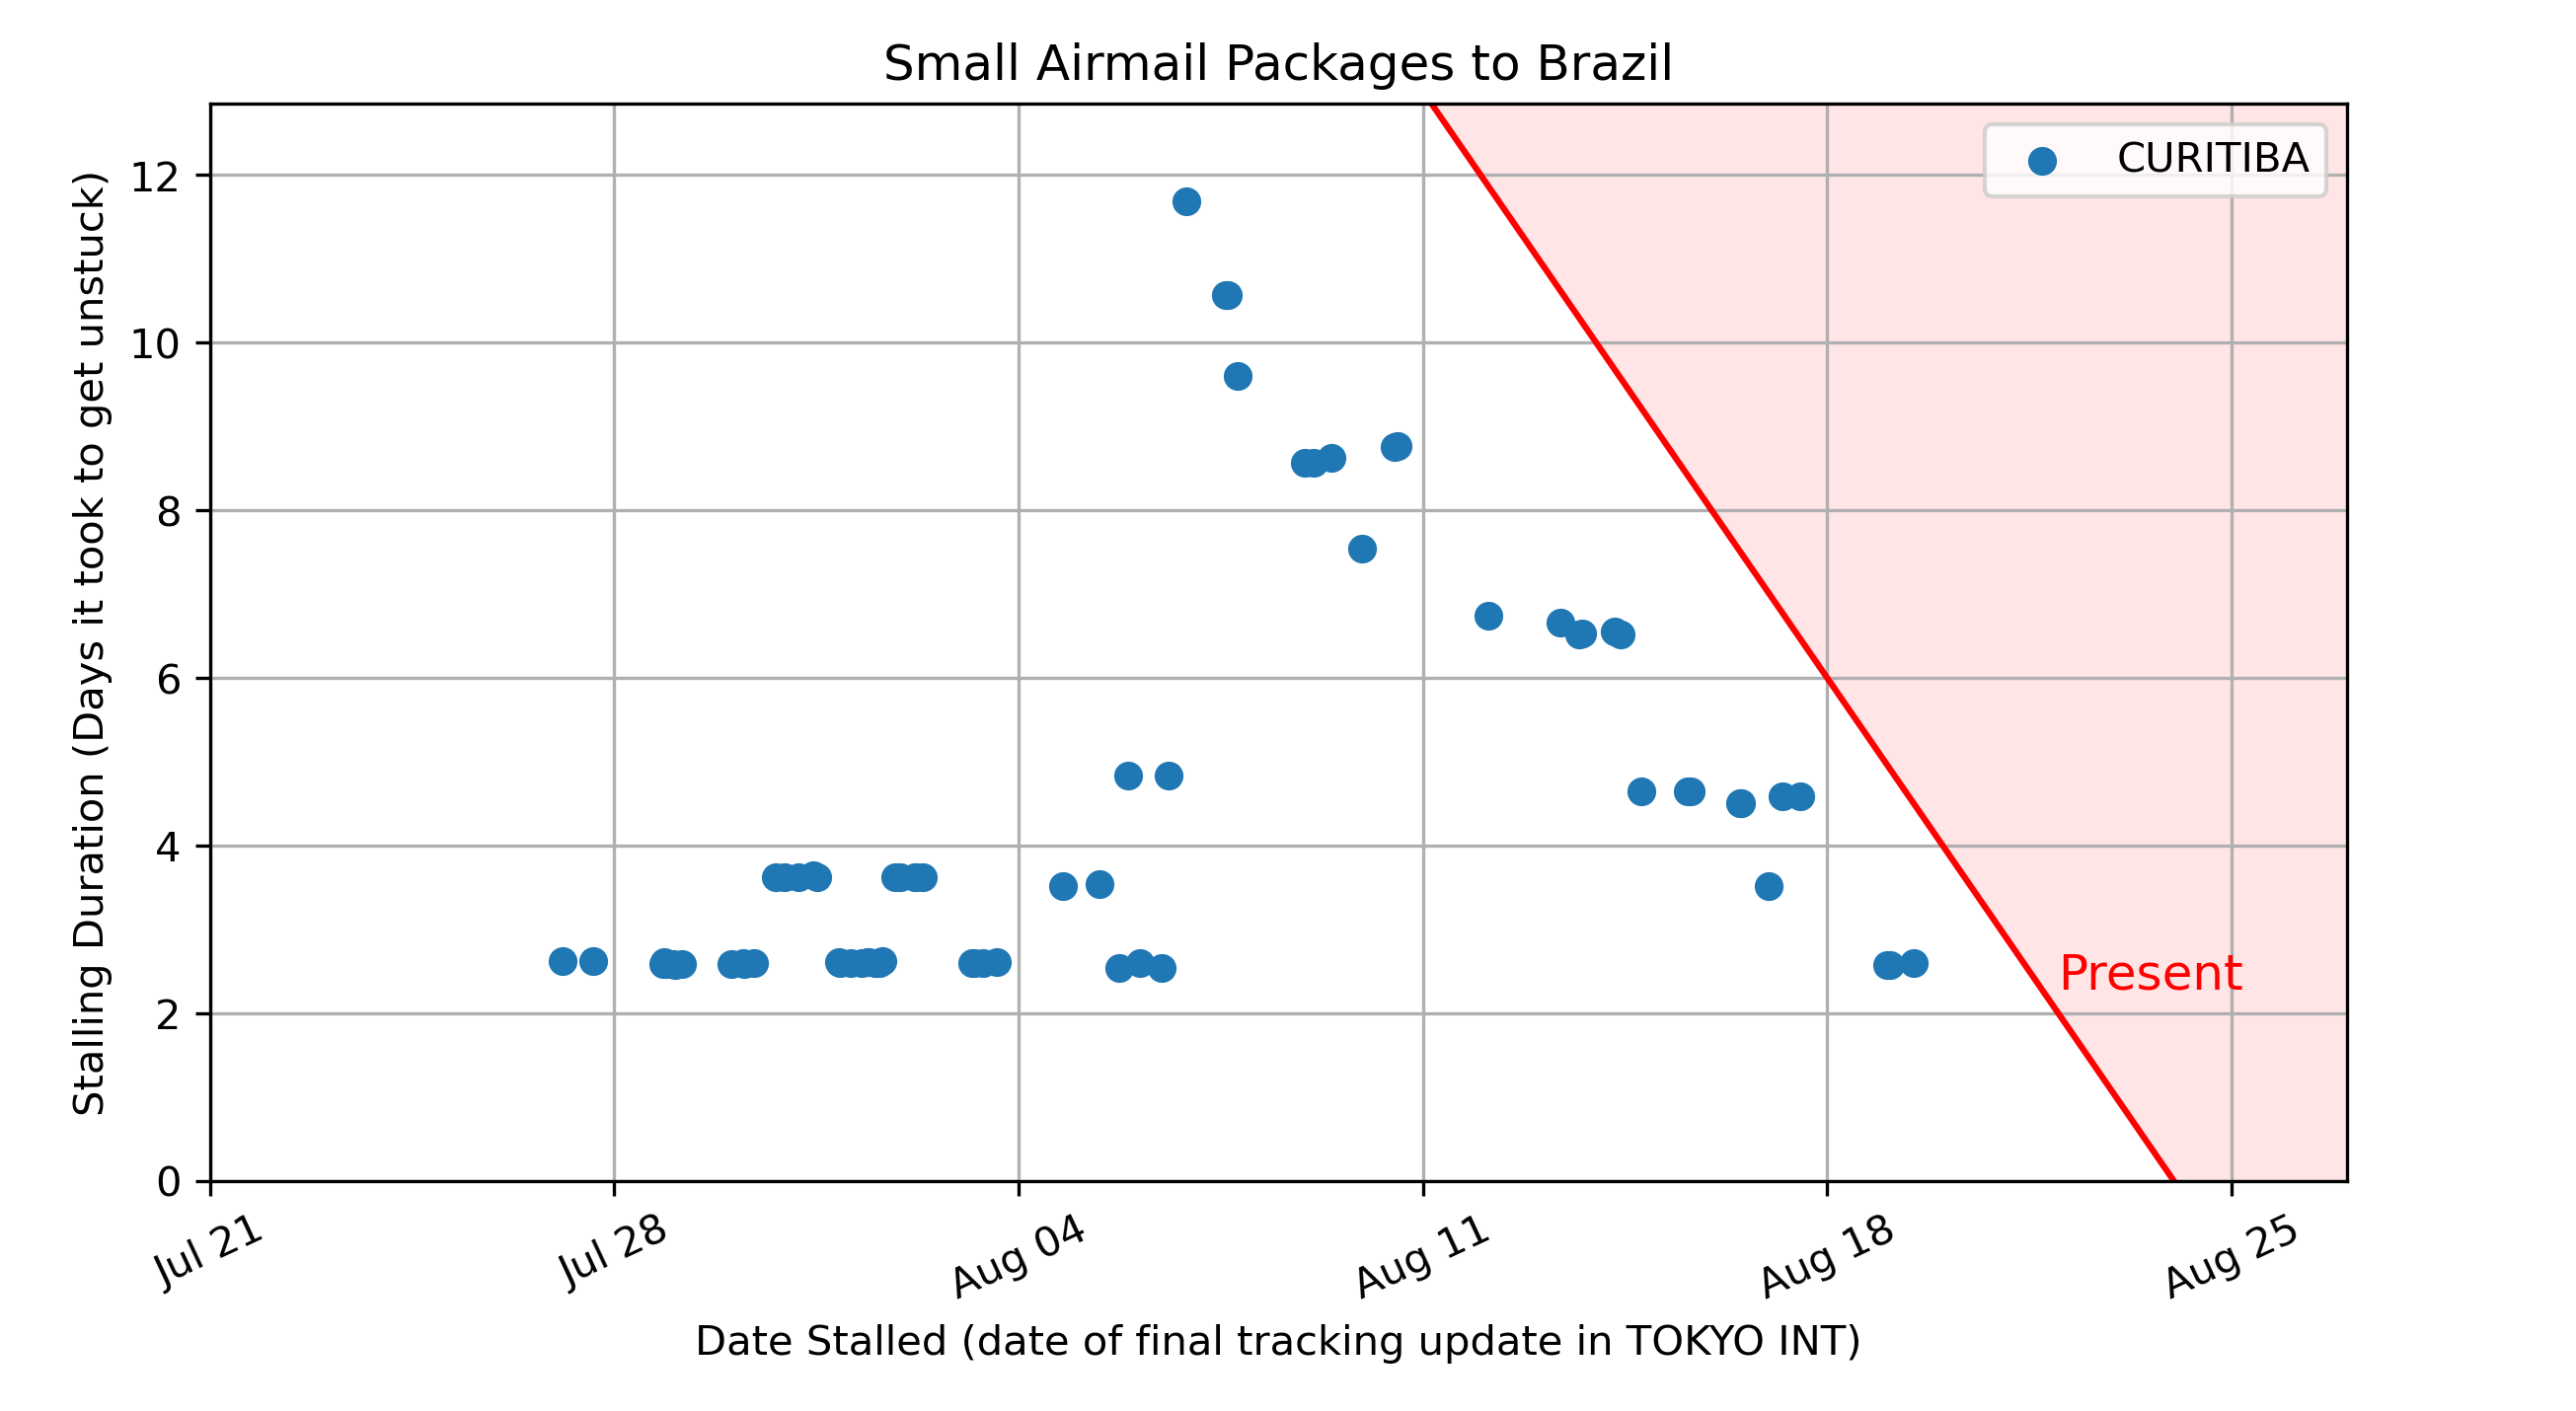 Small Airmail Packages to Brazil
CURITIBA
Stalling Duration (Days it took to get unstuck)
12
10
8
6
4
2
0
Present
Jul 21
Jul 28
Aug 04
Aug 11
Aug 18
Aug 25
Date Stalled (date of final tracking update in TOKYO INT)